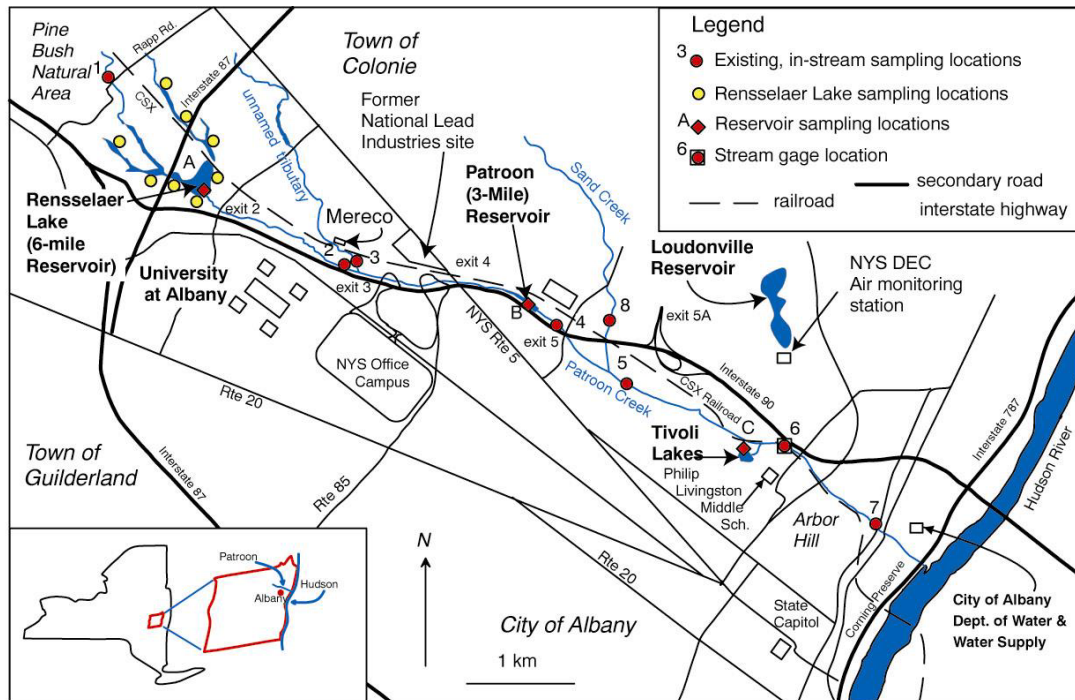 Pine
Bush
Natural
Area
Rapp Rd.
1
CSX
Interstate 87
Town of
Colonie
unnamed tributary
Former
National Lead
Industries site
A
Rensselaer
Lake
(6-mile
Reservoir)
exit 2
University
at Albany
Mereco
2
3
exit 3
exit 4
Patroon
(3-Mile)
Reservoir
Sand Creek
B
4
exit 5
8
exit 5A
5
NYS Rte 5
NYS Office
Campus
Patroon Creek
CSX Railroad
Interstate 90
Loudonville
Reservoir
NYS DEC
Air monitoring
station
C
6
Tivoli
Lakes
Philip
Livingston
Middle
Sch.
Arbor
Hill
7
Interstate 787
Hudson River
Corning Preserve
City of Albany
Dept. of Water &
Water Supply
State
Capitol
Rte 20
Rte 20
Rte 85
Interstate 87
Town of
Guilderland
City of Albany
N
1 km
Patroon
Albany
Hudson
Legend
3 Existing, in-stream sampling locations
Rensselaer Lake sampling locations
A Reservoir sampling locations
6 Stream gage location
secondary road
railroad
interstate highway